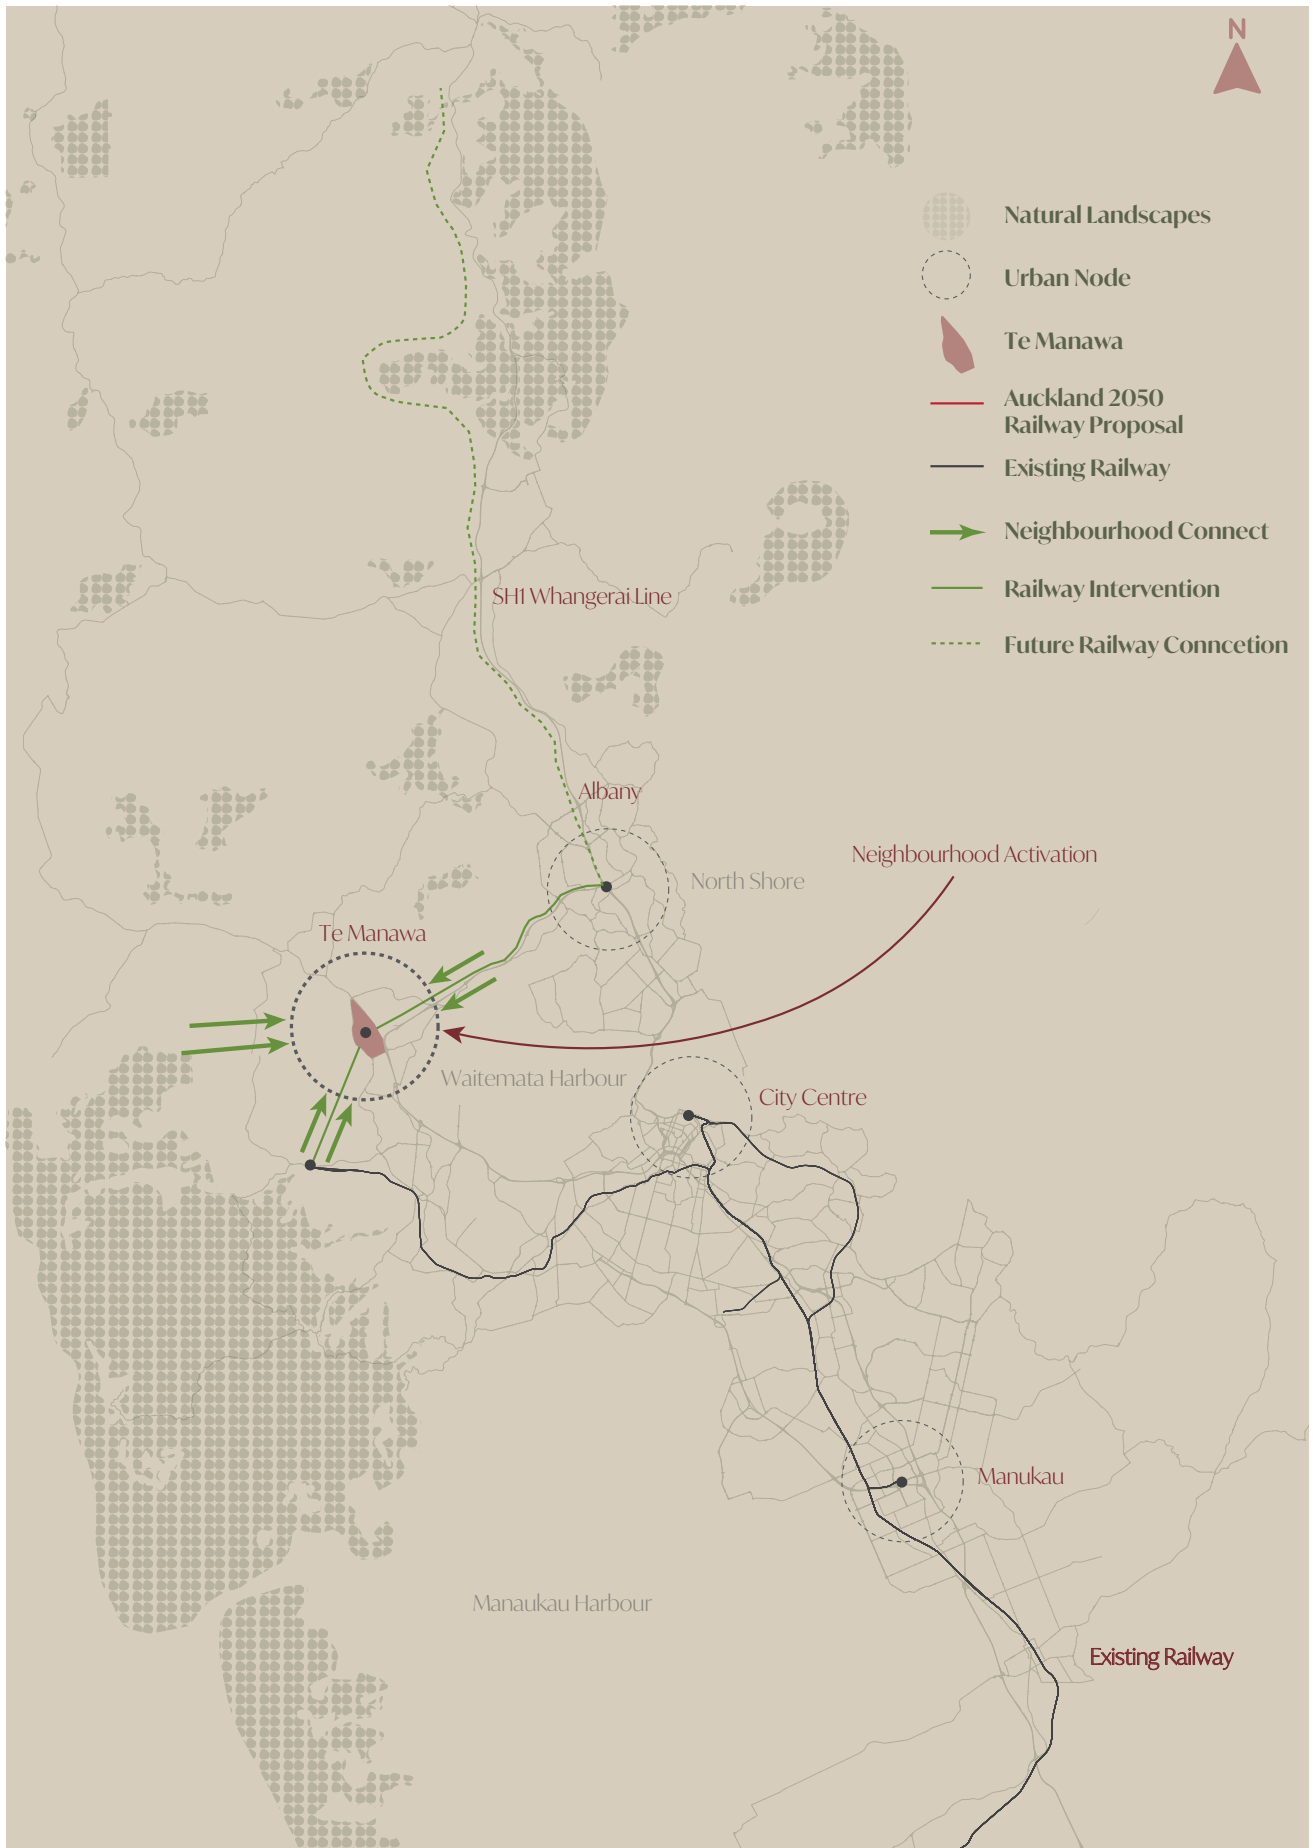 N
Natural Landscapes
Urban Node
Te Manawa
Auckland 2050
Railway Proposal
Existing Railway
Neighbourhood Connect
Railway Intervention
Future Railway Conncetion
SH1 Whangerai Line
Albany
Neighbourhood Activation
North Shore
Te Manawa
Waitemata Harbour
City Centre
Manukau
Manaukau Harbour
Existing Railway